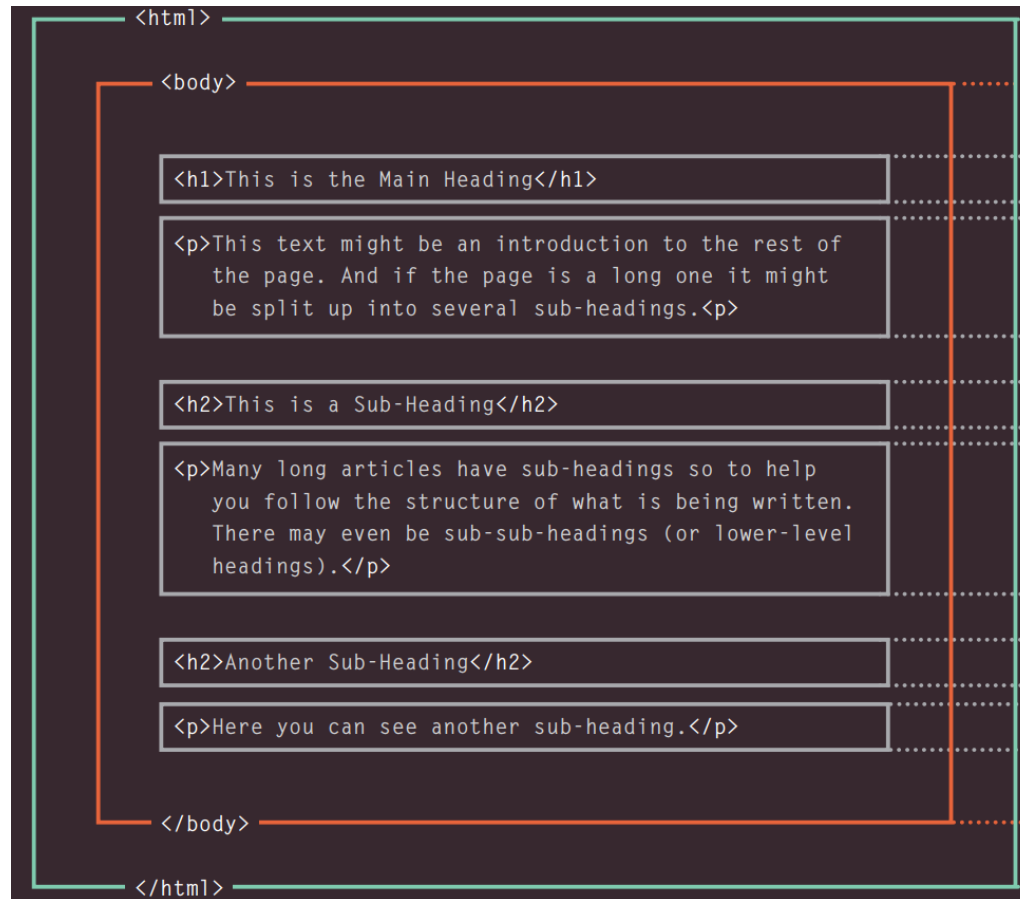 <html>
<body>
<h1>This is the Main Heading</h1>
<p>This text might be an introduction to the rest of
the page. And if the page is a long one it might
be split up into several sub-headings.<p>
<h2>This is a Sub-Heading</h2>
<p>Many long articles have sub-headings so to help
you follow the structure of what is being written.
There may even be sub-sub-headings (or lower-level
headings).</p>
<h2>Another Sub-Heading</h2>
<p>Here you can see another sub-heading.</p>
</body>
</html>